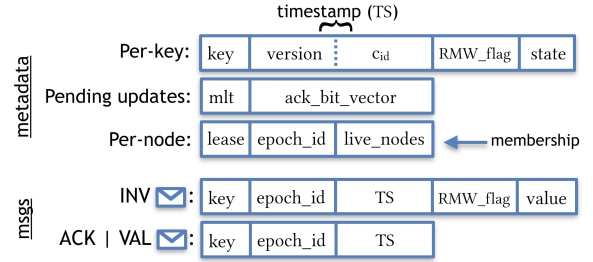 timestamp (TS)
Per-key: key version c_id RMW_flag state
metadata
Pending updates: mlt ack_bit_vector
Per-node: lease epoch_id live_nodes membership
INV : key epoch_id TS RMW_flag value
msgs
ACK | VAL : key epoch_id TS